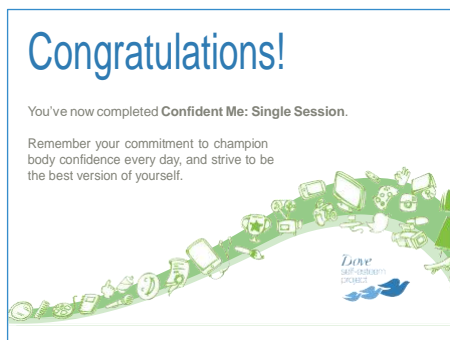 Congratulations!
You've now completed Confident Me: Single Session.
Remember your commitment to champion
body confidence every day, and strive to be
the best version of yourself.
Dove
self-esteem
project